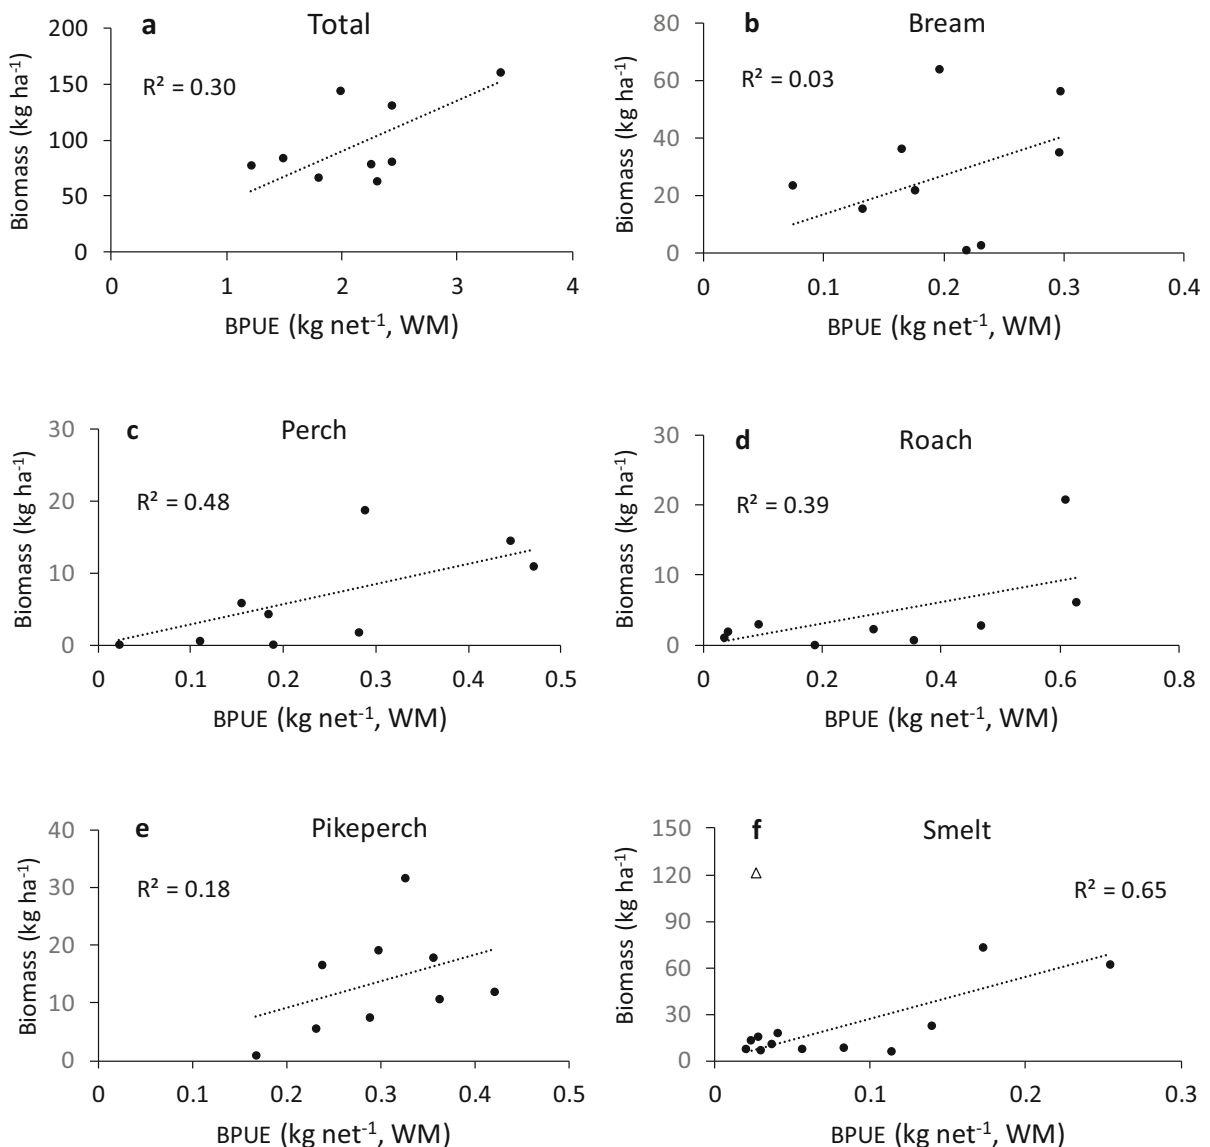 a Total
R² = 0.30
Biomass (kg ha⁻¹)
200
150
100
50
0
0 1 2 3 4
BPUE (kg net⁻¹, WM)
b Bream
R² = 0.03
Biomass (kg ha⁻¹)
80
60
40
20
0
0 0.1 0.2 0.3 0.4
BPUE (kg net⁻¹, WM)
c Perch
R² = 0.48
Biomass (kg ha⁻¹)
30
20
10
0
0 0.1 0.2 0.3 0.4 0.5
BPUE (kg net⁻¹, WM)
d Roach
R² = 0.39
Biomass (kg ha⁻¹)
30
20
10
0
0 0.2 0.4 0.6 0.8
BPUE (kg net⁻¹, WM)
e Pikeperch
R² = 0.18
Biomass (kg ha⁻¹)
40
30
20
10
0
0 0.1 0.2 0.3 0.4 0.5
BPUE (kg net⁻¹, WM)
f Smelt
R² = 0.65
Biomass (kg ha⁻¹)
150
120
90
60
30
0
0 0.1 0.2 0.3
BPUE (kg net⁻¹, WM)